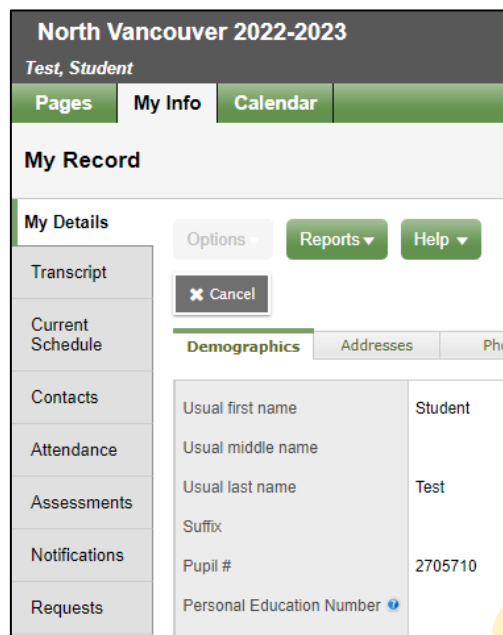 North Vancouver 2022-2023
Test, Student
Pages My Info Calendar
My Record
My Details
Transcript
Current
Schedule
Contacts
Attendance
Assessments
Notifications
Requests
Options Reports Help
Cancel
Demographics Addresses Pho
Usual first name Student
Usual middle name
Usual last name Test
Suffix
Pupil # 2705710
Personal Education Number